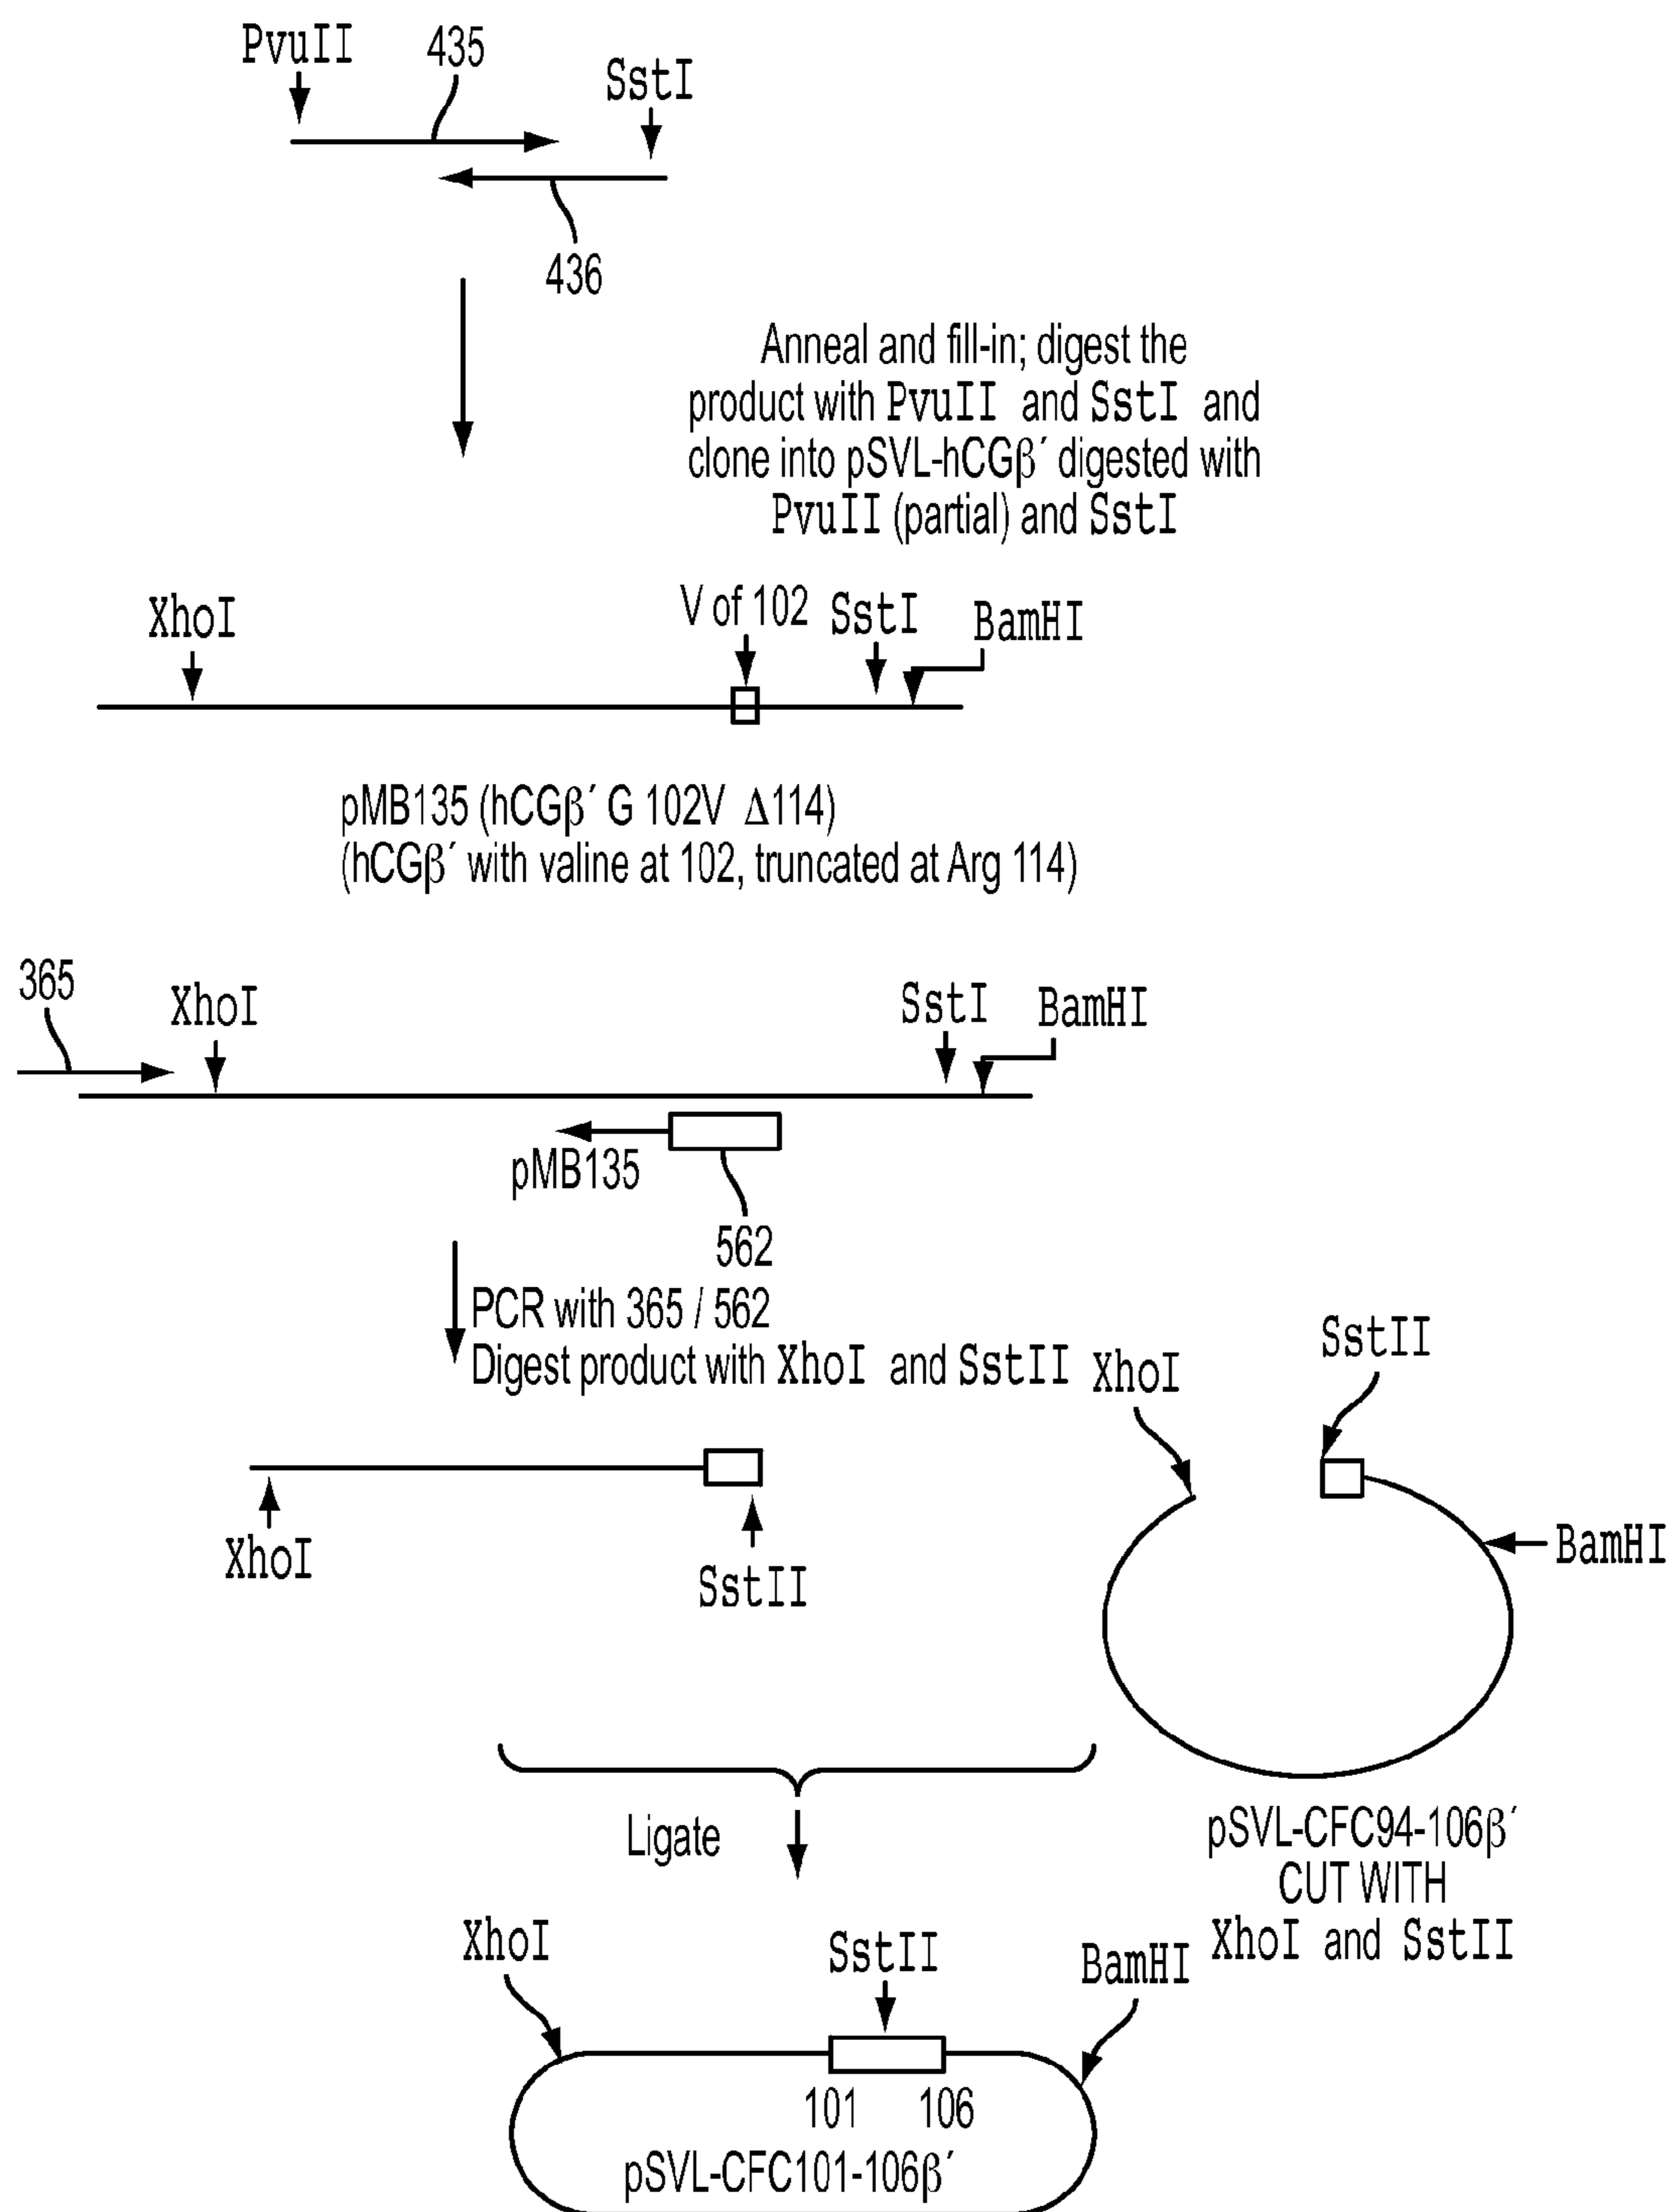 PvuII
435
SstI
436
Anneal and fill-in; digest the
product with PvuII and SstI and
clone into pSVL-hCGβ´ digested with
PvuII (partial) and SstI
XhoI
V of 102
SstI
BamHI
pMB135 (hCGβ´ G 102V Δ114)
(hCGβ´ with valine at 102, truncated at Arg 114)
365
XhoI
SstI
BamHI
pMB135
562
PCR with 365 / 562
Digest product with XhoI and SstII
XhoI
SstII
BamHI
XhoI
SstII
pSVL-CFC94-106β´
CUT WITH
XhoI and SstII
Ligate
XhoI
SstII
BamHI
101
106
pSVL-CFC101-106β´